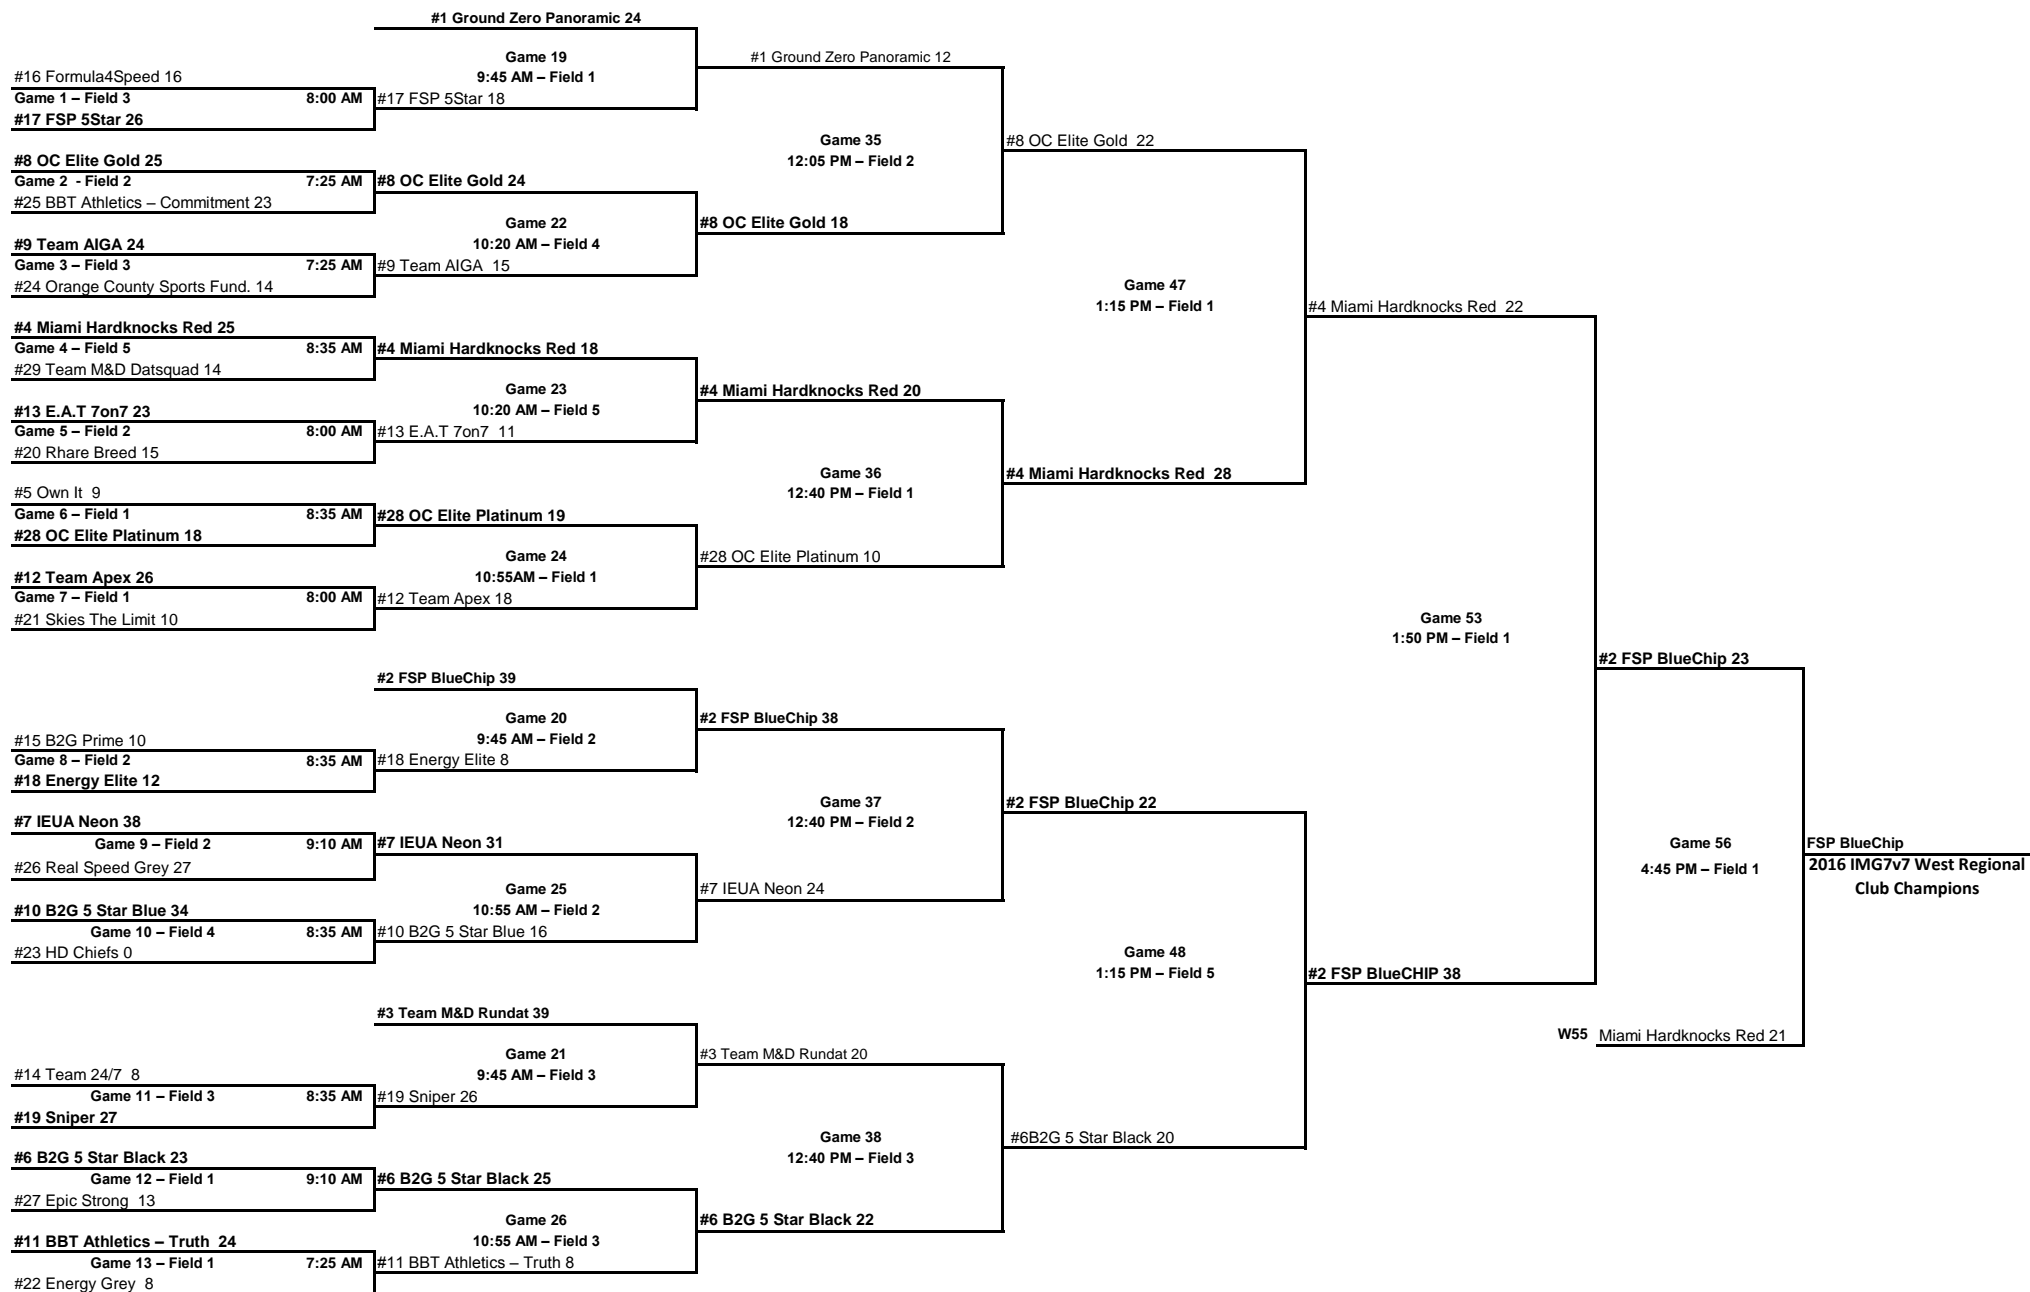 #1 Ground Zero Panoramic 24
Game 19
9:45 AM – Field 1
#16 Formula4Speed 16
Game 1 – Field 3 8:00 AM
#17 FSP 5Star 26
#17 FSP 5Star 18
#8 OC Elite Gold 25
Game 2  - Field 2 7:25 AM
#25 BBT Athletics – Commitment 23
#8 OC Elite Gold 24
Game 22
10:20 AM – Field 4
#9 Team AIGA 24
Game 3 – Field 3 7:25 AM
#24 Orange County Sports Fund. 14
#9 Team AIGA  15
#1 Ground Zero Panoramic 12
Game 35
12:05 PM – Field 2
#8 OC Elite Gold 18
#4 Miami Hardknocks Red 25
Game 4 – Field 5 8:35 AM
#29 Team M&D Datsquad 14
#4 Miami Hardknocks Red 18
Game 23
10:20 AM – Field 5
#13 E.A.T 7on7 23
Game 5 – Field 2 8:00 AM
#20 Rhare Breed 15
#13 E.A.T 7on7  11
#5 Own It  9
Game 6 – Field 1 8:35 AM
#28 OC Elite Platinum 18
#28 OC Elite Platinum 19
Game 24
10:55AM – Field 1
#12 Team Apex 26
Game 7 – Field 1 8:00 AM
#21 Skies The Limit 10
#12 Team Apex 18
#4 Miami Hardknocks Red 20
Game 36
12:40 PM – Field 1
#28 OC Elite Platinum 10
#8 OC Elite Gold  22
Game 47
1:15 PM – Field 1
#4 Miami Hardknocks Red  28
#2 FSP BlueChip 39
Game 20
9:45 AM – Field 2
#15 B2G Prime 10
Game 8 – Field 2 8:35 AM
#18 Energy Elite 12
#18 Energy Elite 8
#7 IEUA Neon 38
Game 9 – Field 2 9:10 AM
#26 Real Speed Grey 27
#7 IEUA Neon 31
Game 25
10:55 AM – Field 2
#10 B2G 5 Star Blue 34
Game 10 – Field 4 8:35 AM
#23 HD Chiefs 0
#10 B2G 5 Star Blue 16
#2 FSP BlueChip 38
Game 37
12:40 PM – Field 2
#7 IEUA Neon 24
#3 Team M&D Rundat 39
Game 21
9:45 AM – Field 3
#14 Team 24/7  8
Game 11 – Field 3 8:35 AM
#19 Sniper 27
#19 Sniper 26
#6 B2G 5 Star Black 23
Game 12 – Field 1 9:10 AM
#27 Epic Strong  13
#6 B2G 5 Star Black 25
Game 26
10:55 AM – Field 3
#11 BBT Athletics – Truth  24
Game 13 – Field 1 7:25 AM
#22 Energy Grey  8
#11 BBT Athletics – Truth 8
#3 Team M&D Rundat 20
Game 38
12:40 PM – Field 3
#6 B2G 5 Star Black 22
#2 FSP BlueChip 22
Game 48
1:15 PM – Field 5
#6B2G 5 Star Black 20
#4 Miami Hardknocks Red  22
Game 53
1:50 PM – Field 1
#2 FSP BlueCHIP 38
#2 FSP BlueChip 23
Game 56
4:45 PM – Field 1
W55 Miami Hardknocks Red 21
FSP BlueChip
2016 IMG7v7 West Regional
Club Champions